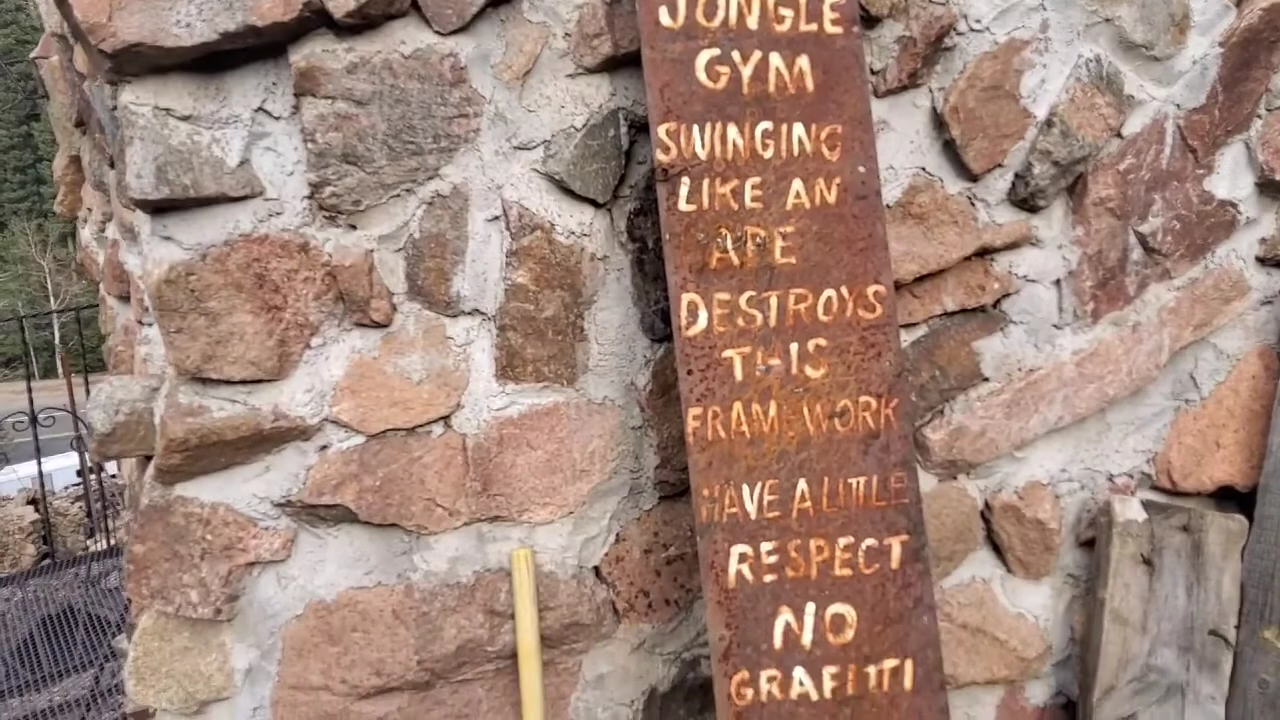 JUNGLE
GYM
SWINGING
LIKE AN
APE
DESTROYS
THIS
FRAMEWORK
HAVE A LITTLE
RESPECT
NO
GRAFITTI